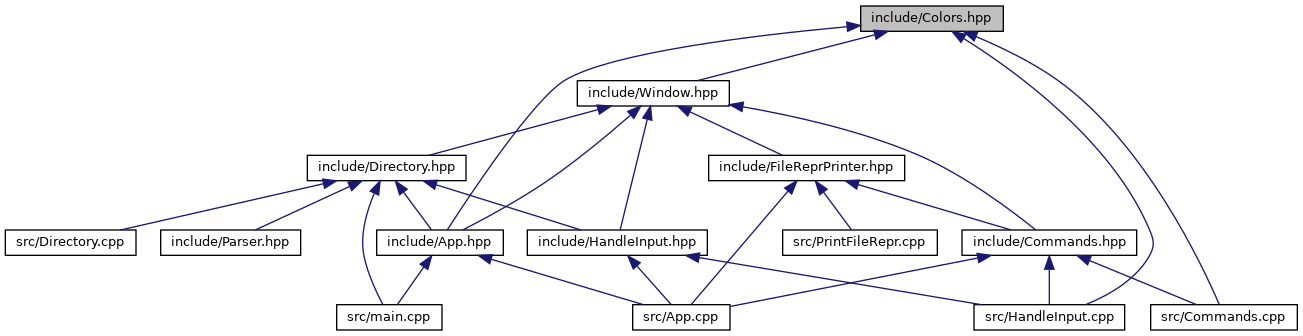 include/Colors.hpp
include/Window.hpp
include/Directory.hpp
include/FileReprPrinter.hpp
src/Directory.cpp
include/Parser.hpp
include/App.hpp
include/HandleInput.hpp
src/PrintFileRepr.cpp
include/Commands.hpp
src/main.cpp
src/App.cpp
src/HandleInput.cpp
src/Commands.cpp